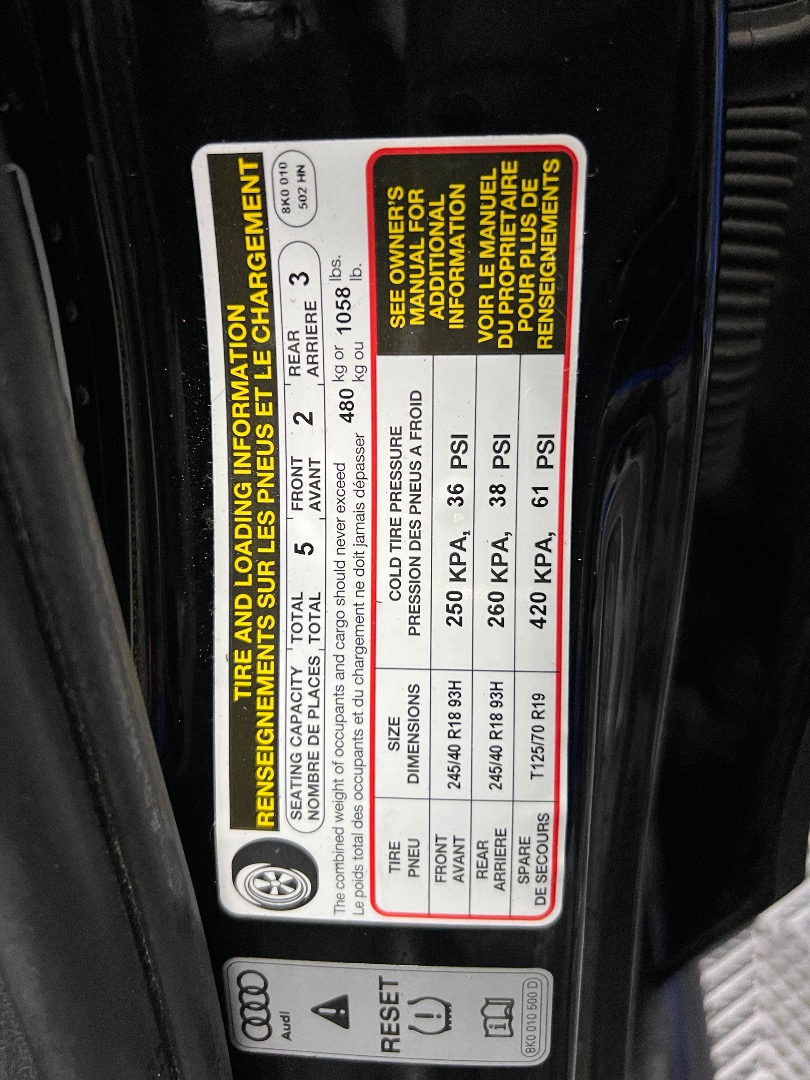 TIRE AND LOADING INFORMATION
RENSEIGNEMENTS SUR LES PNEUS ET LE CHARGEMENT
SEATING CAPACITY TOTAL 5 FRONT 2 REAR 3
NOMBRE DE PLACES TOTAL AVANT ARRIERE
8K0 010
502 HN
The combined weight of occupants and cargo should never exceed 480 kg or 1058 lbs.
Le poids total des occupants et du chargement ne doit jamais dépasser kg ou lb.
TIRE SIZE COLD TIRE PRESSURE
PNEU DIMENSIONS PRESSION DES PNEUS A FROID
FRONT
AVANT 245/40 R18 93H 250 KPA, 36 PSI
REAR
ARRIERE 245/40 R18 93H 260 KPA, 38 PSI
SPARE
DE SECOURS T125/70 R19 420 KPA, 61 PSI
SEE OWNER'S
MANUAL FOR
ADDITIONAL
INFORMATION
VOIR LE MANUEL
DU PROPRIETAIRE
POUR PLUS DE
RENSEIGNEMENTS
Audi
RESET
8K0 010 500 D